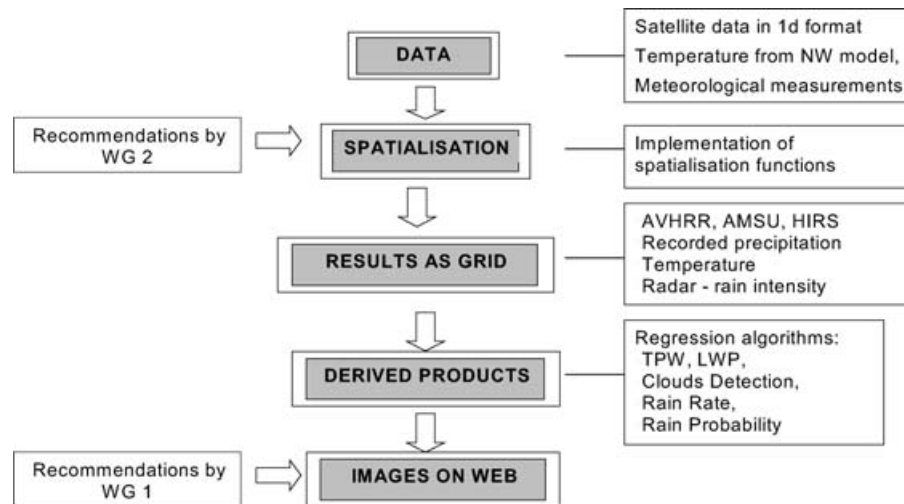 DATA
Satellite data in 1d format
Temperature from NW model,
Meteorological measurements
Recommendations by
WG 2
SPATIALISATION
Implementation of
spatialisation functions
RESULTS AS GRID
AVHRR, AMSU, HIRS
Recorded precipitation
Temperature
Radar - rain intensity
DERIVED PRODUCTS
Regression algorithms:
TPW, LWP,
Clouds Detection,
Rain Rate,
Rain Probability
Recommendations by
WG 1
IMAGES ON WEB